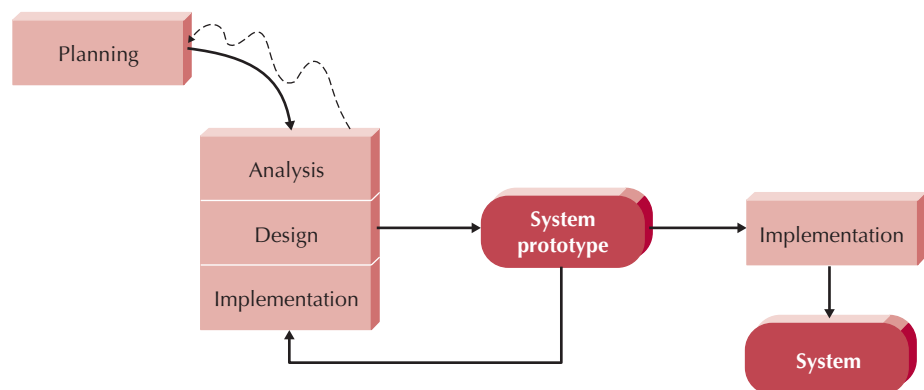 Planning
Analysis
Design
Implementation
System
prototype
Implementation
System